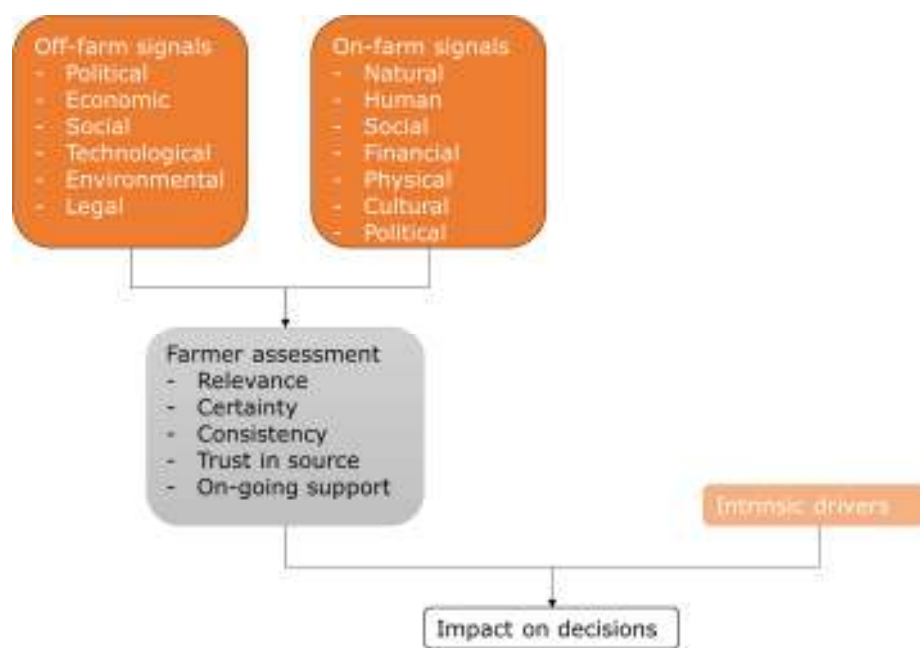 Off-farm signals
- Political
- Economic
- Social
- Technological
- Environmental
- Legal
On-farm signals
- Natural
- Human
- Social
- Financial
- Physical
- Cultural
- Political
Farmer assessment
- Relevance
- Certainty
- Consistency
- Trust in source
- On-going support
Intrinsic drivers
Impact on decisions